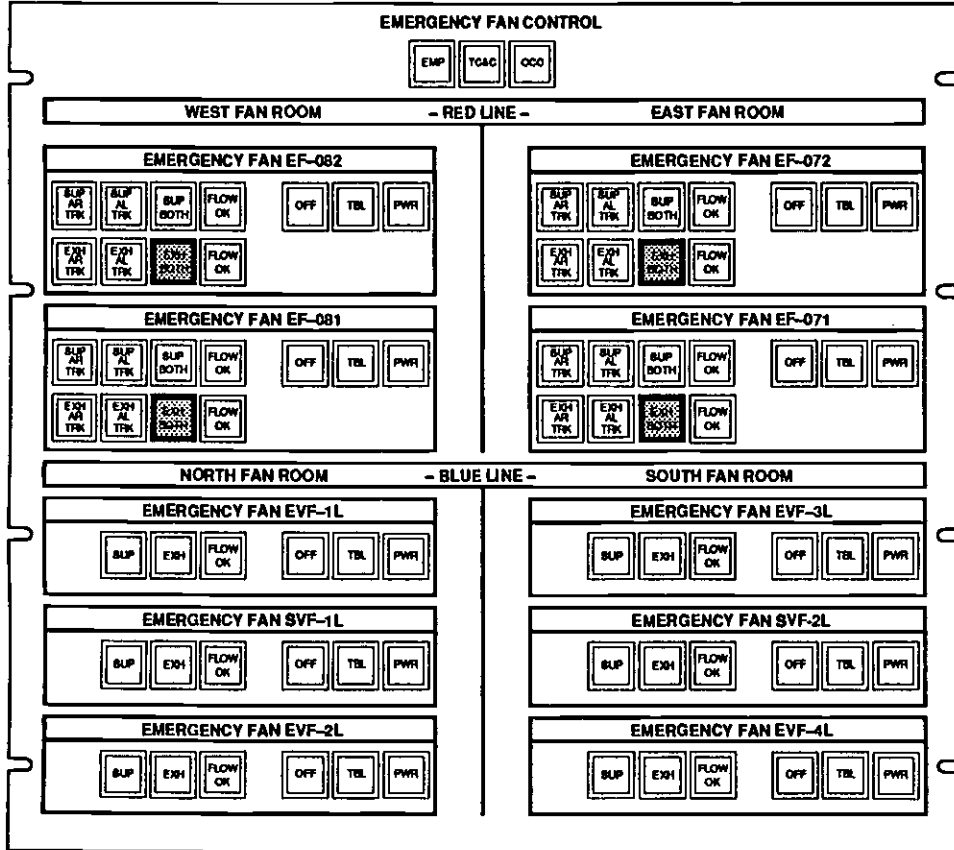 EMERGENCY FAN CONTROL
EMP TC&C OCC
WEST FAN ROOM – RED LINE – EAST FAN ROOM
EMERGENCY FAN EF–082
SUP AR TRK SUP AL TRK SUP BOTH FLOW OK OFF TBL PWR
EXH AR TRK EXH AL TRK EXH BOTH FLOW OK
EMERGENCY FAN EF–072
SUP AR TRK SUP AL TRK SUP BOTH FLOW OK OFF TBL PWR
EXH AR TRK EXH AL TRK EXH BOTH FLOW OK
EMERGENCY FAN EF–081
SUP AR TRK SUP AL TRK SUP BOTH FLOW OK OFF TBL PWR
EXH AR TRK EXH AL TRK EXH BOTH FLOW OK
EMERGENCY FAN EF–071
SUP AR TRK SUP AL TRK SUP BOTH FLOW OK OFF TBL PWR
EXH AR TRK EXH AL TRK EXH BOTH FLOW OK
NORTH FAN ROOM – BLUE LINE – SOUTH FAN ROOM
EMERGENCY FAN EVF–1L
SUP EXH FLOW OK OFF TBL PWR
EMERGENCY FAN EVF–3L
SUP EXH FLOW OK OFF TBL PWR
EMERGENCY FAN SVF–1L
SUP EXH FLOW OK OFF TBL PWR
EMERGENCY FAN SVF-2L
SUP EXH FLOW OK OFF TBL PWR
EMERGENCY FAN EVF–2L
SUP EXH FLOW OK OFF TBL PWR
EMERGENCY FAN EVF–4L
SUP EXH FLOW OK OFF TBL PWR